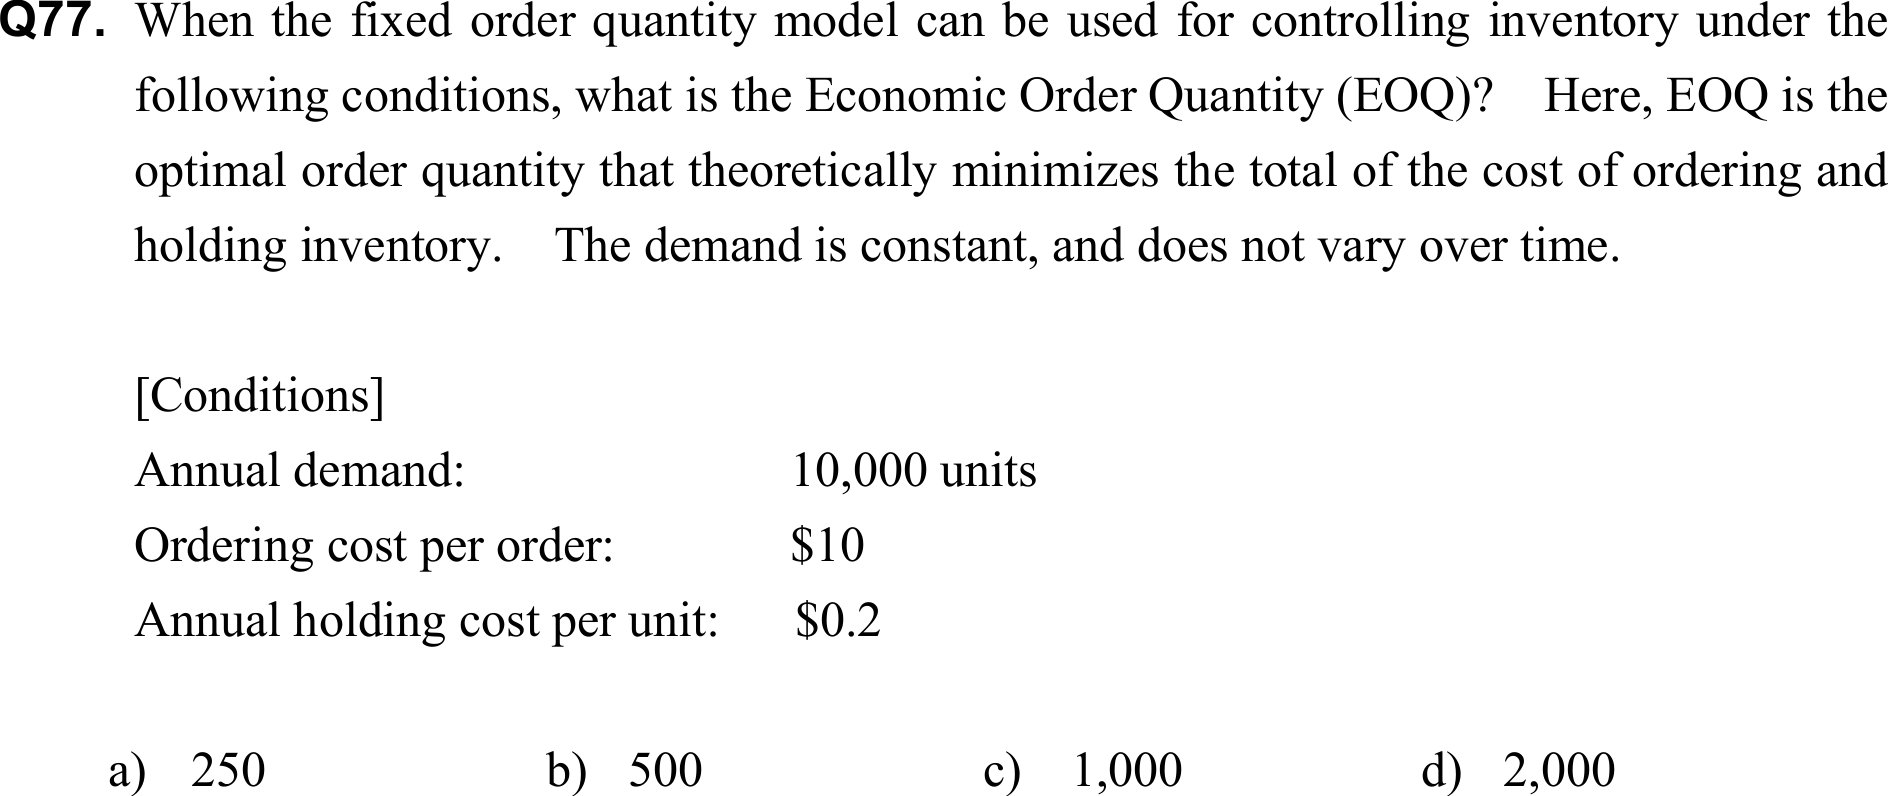 Q77. When the fixed order quantity model can be used for controlling inventory under the
following conditions, what is the Economic Order Quantity (EOQ)? Here, EOQ is the
optimal order quantity that theoretically minimizes the total of the cost of ordering and
holding inventory. The demand is constant, and does not vary over time.
[Conditions]
Annual demand: 10,000 units
Ordering cost per order: $10
Annual holding cost per unit: $0.2
a) 250 b) 500 c) 1,000 d) 2,000